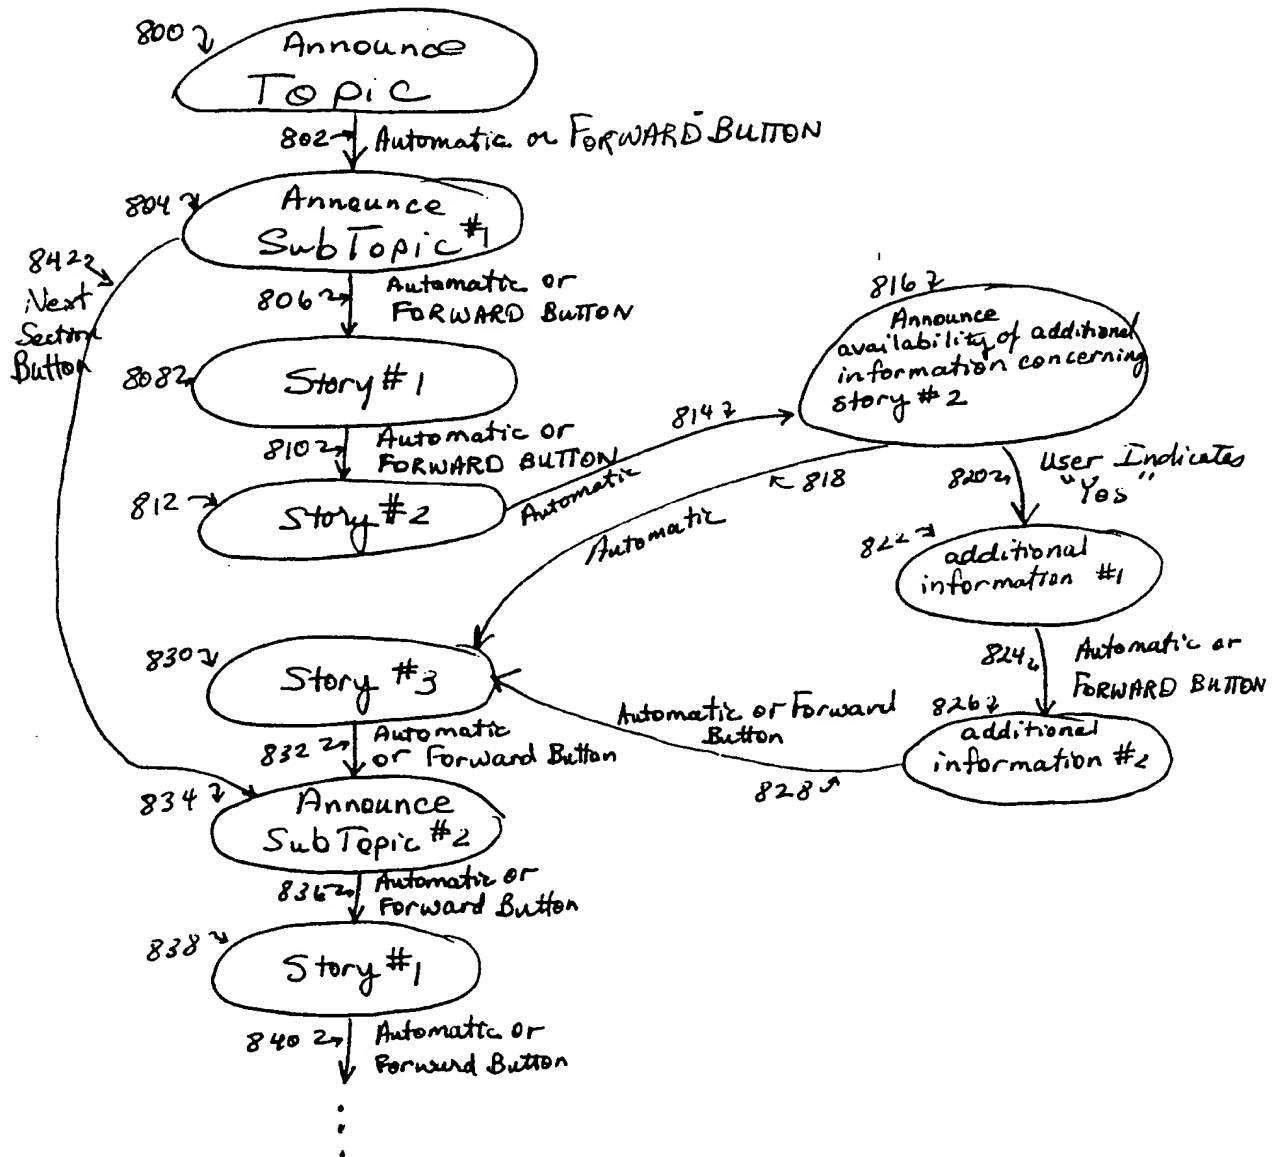 800
Announce
Topic
802
Automatic or FORWARD BUTTON
804
Announce
SubTopic #1
842
Next
Section
Button
806
Automatic or
FORWARD BUTTON
808
Story #1
810
Automatic or
FORWARD BUTTON
812
Story #2
814
Automatic
816
Announce
availability of additional
information concerning
story #2
818
Automatic
820
User Indicates
"Yes"
822
additional
information #1
824
Automatic or
FORWARD BUTTON
826
additional
information #2
Automatic or Forward
Button
828
830
Story #3
832
Automatic
or Forward Button
834
Announce
SubTopic #2
836
Automatic or
Forward Button
838
Story #1
840
Automatic or
Forward Button